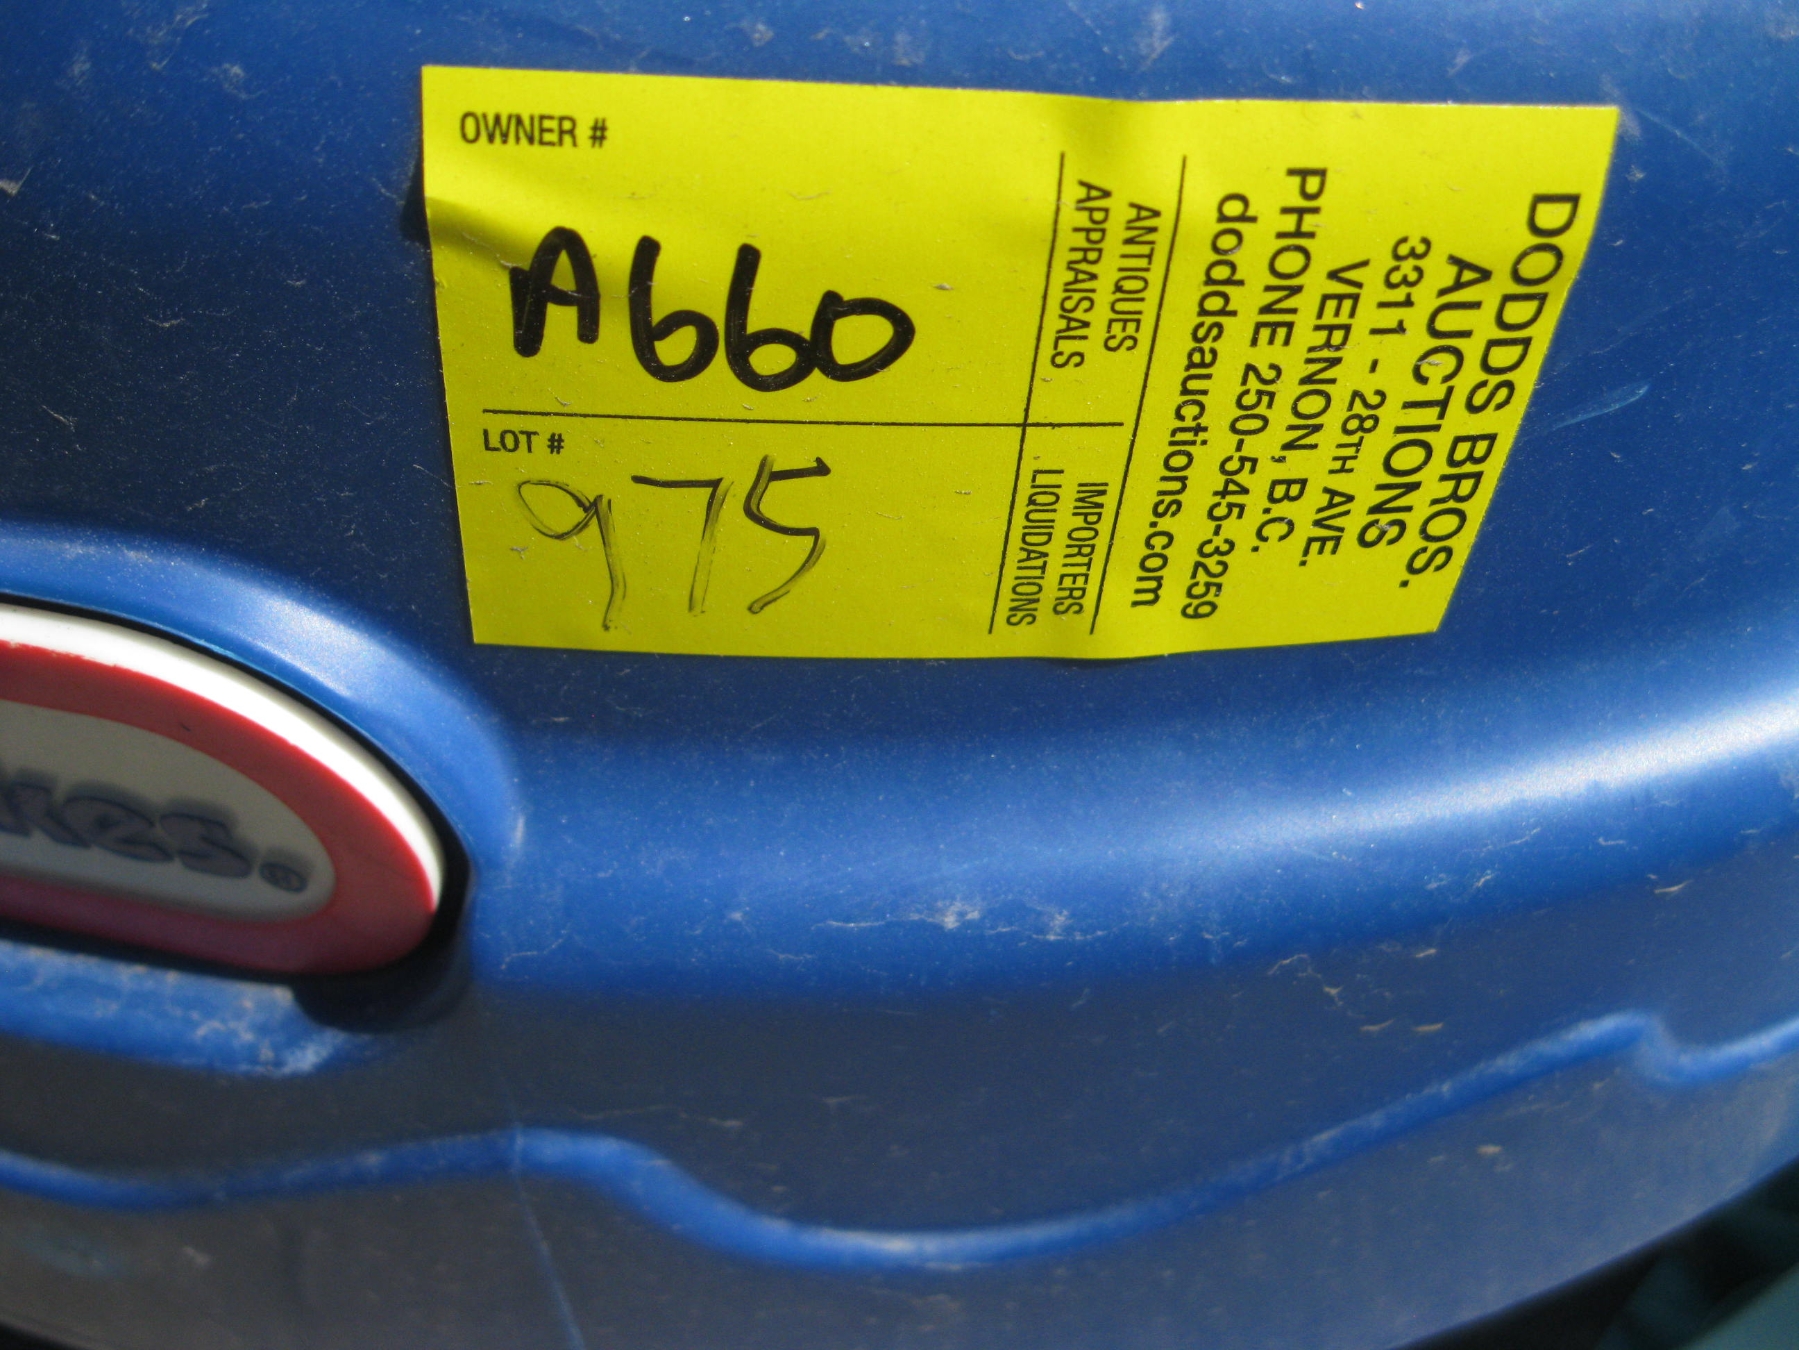 OWNER #
A660
LOT #
975
DODDS BROS.
AUCTIONS
3311 - 28TH AVE.
VERNON, B.C.
PHONE 250-545-3259
doddsauctions.com
ANTIQUES
APPRAISALS
IMPORTERS
LIQUIDATIONS
kes.®